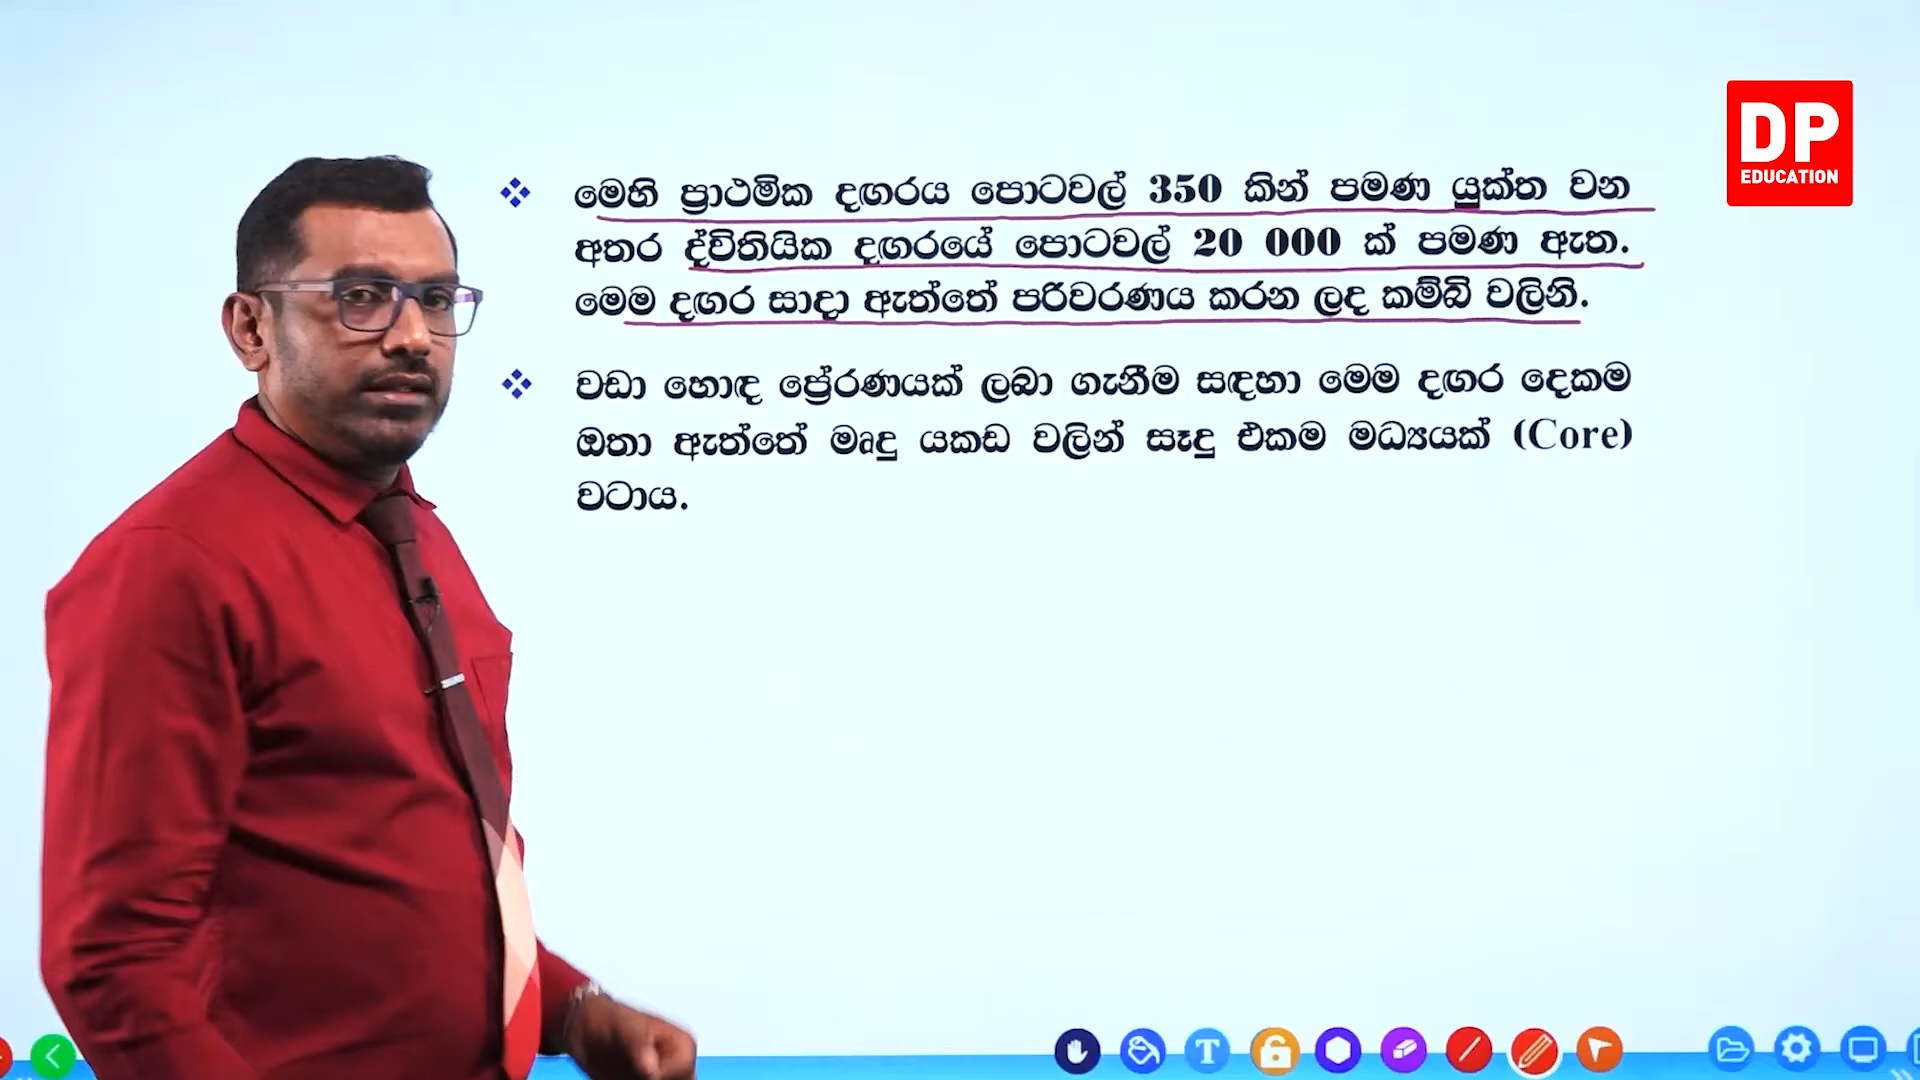 DP
EDUCATION
මෙහි ප්‍රාථමික දඟරය පොටවල් 350 කින් පමණ යුක්ත වන
අතර ද්විතියික දඟරයේ පොටවල් 20 000 ක් පමණ ඇත.
මෙම දඟර සාදා ඇත්තේ පරිවරණය කරන ලද කම්බි වලිනි.
වඩා හොඳ ප්‍රේරණයක් ලබා ගැනීම සඳහා මෙම දඟර දෙකම
ඔතා ඇත්තේ මෘදු යකඩ වලින් සෑදු එකම මධ්‍යයක් (Core)
වටාය.
T